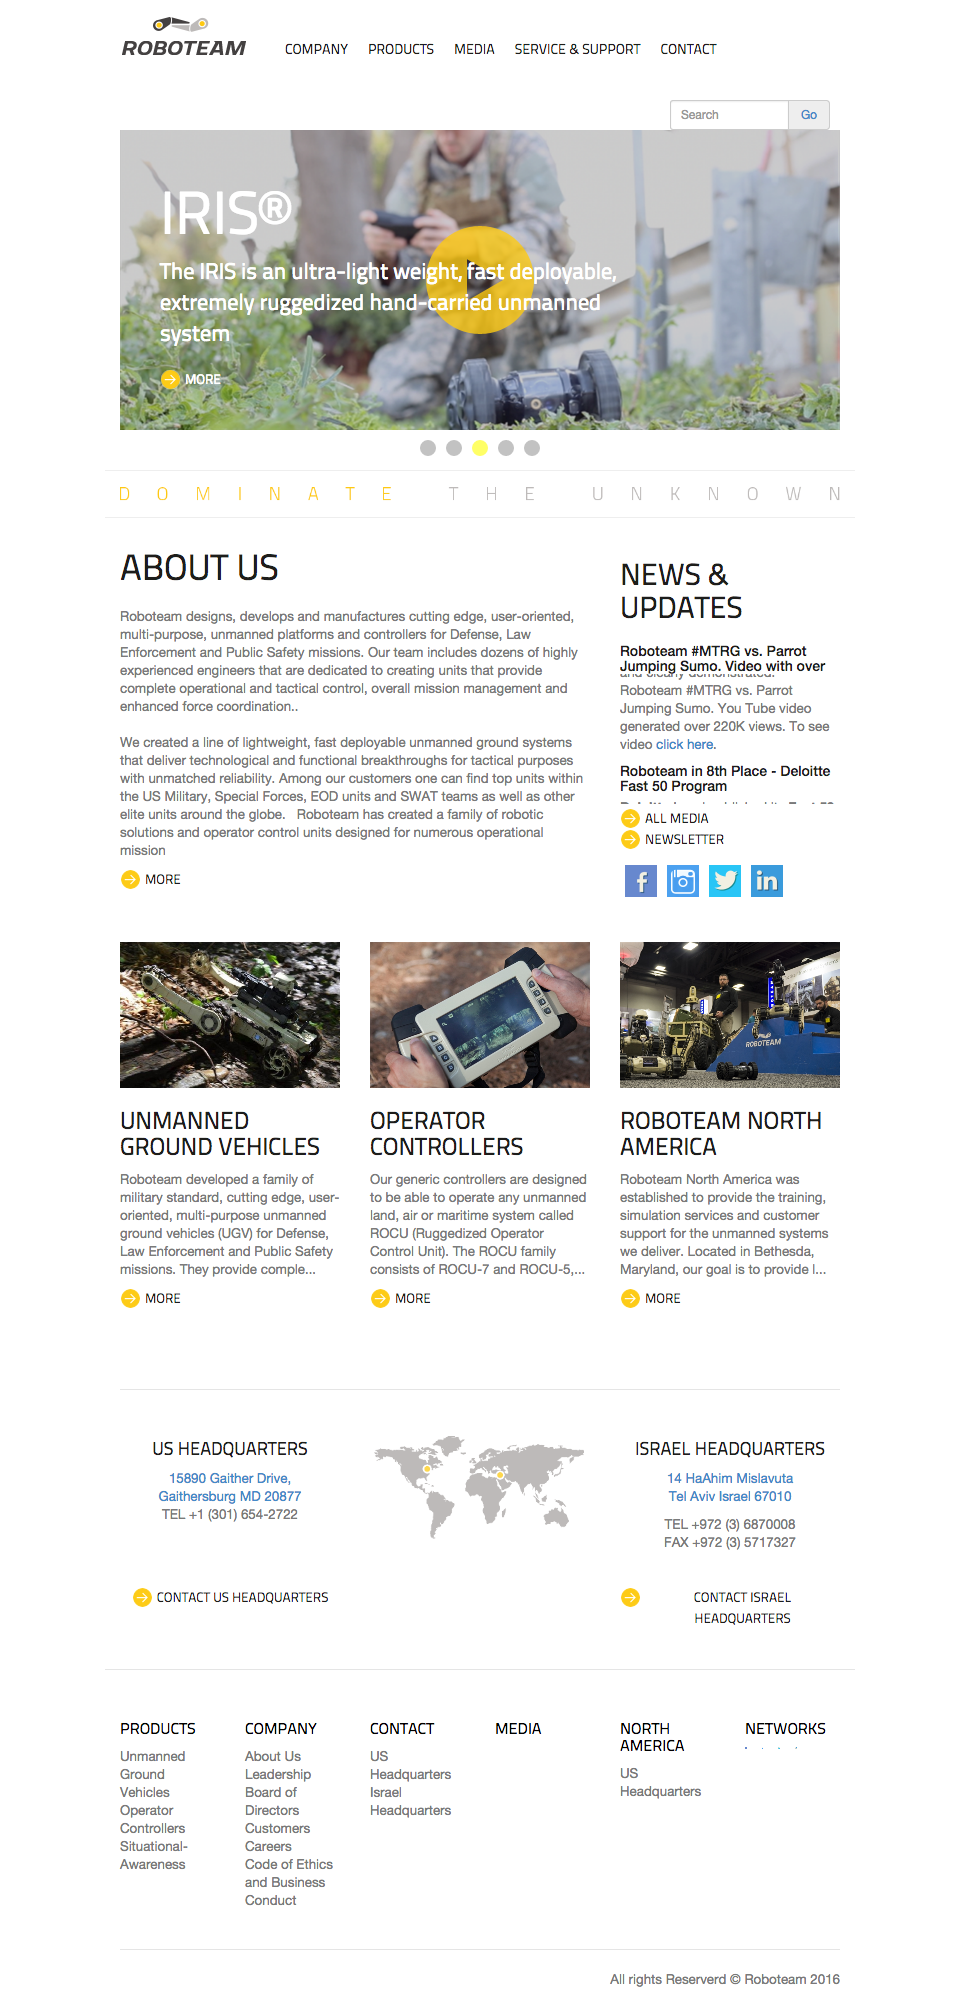 ROBOTEAM
COMPANY PRODUCTS MEDIA SERVICE & SUPPORT CONTACT
Search Go
IRIS®
The IRIS is an ultra-light weight, fast deployable,
extremely ruggedized hand-carried unmanned
system
MORE
DOMINATE THE UNKNOWN
ABOUT US
Roboteam designs, develops and manufactures cutting edge, user-oriented,
multi-purpose, unmanned platforms and controllers for Defense, Law
Enforcement and Public Safety missions. Our team includes dozens of highly
experienced engineers that are dedicated to creating units that provide
complete operational and tactical control, overall mission management and
enhanced force coordination..
We created a line of lightweight, fast deployable unmanned ground systems
that deliver technological and functional breakthroughs for tactical purposes
with unmatched reliability. Among our customers one can find top units within
the US Military, Special Forces, EOD units and SWAT teams as well as other
elite units around the globe. Roboteam has created a family of robotic
solutions and operator control units designed for numerous operational
mission
MORE
NEWS &
UPDATES
Roboteam #MTRG vs. Parrot
Jumping Sumo. Video with over
and clearly demonstrated.
Roboteam #MTRG vs. Parrot
Jumping Sumo. You Tube video
generated over 220K views. To see
video click here.
Roboteam in 8th Place - Deloitte
Fast 50 Program
ALL MEDIA
NEWSLETTER
ROBOTEAM
UNMANNED
GROUND VEHICLES
Roboteam developed a family of
military standard, cutting edge, user-
oriented, multi-purpose unmanned
ground vehicles (UGV) for Defense,
Law Enforcement and Public Safety
missions. They provide comple...
MORE
OPERATOR
CONTROLLERS
Our generic controllers are designed
to be able to operate any unmanned
land, air or maritime system called
ROCU (Ruggedized Operator
Control Unit). The ROCU family
consists of ROCU-7 and ROCU-5,...
MORE
ROBOTEAM NORTH
AMERICA
Roboteam North America was
established to provide the training,
simulation services and customer
support for the unmanned systems
we deliver. Located in Bethesda,
Maryland, our goal is to provide l...
MORE
US HEADQUARTERS
15890 Gaither Drive,
Gaithersburg MD 20877
TEL +1 (301) 654-2722
CONTACT US HEADQUARTERS
ISRAEL HEADQUARTERS
14 HaAhim Mislavuta
Tel Aviv Israel 67010
TEL +972 (3) 6870008
FAX +972 (3) 5717327
CONTACT ISRAEL
HEADQUARTERS
PRODUCTS
Unmanned
Ground
Vehicles
Operator
Controllers
Situational-
Awareness
COMPANY
About Us
Leadership
Board of
Directors
Customers
Careers
Code of Ethics
and Business
Conduct
CONTACT
US
Headquarters
Israel
Headquarters
MEDIA
NORTH
AMERICA
US
Headquarters
NETWORKS
All rights Reserverd © Roboteam 2016